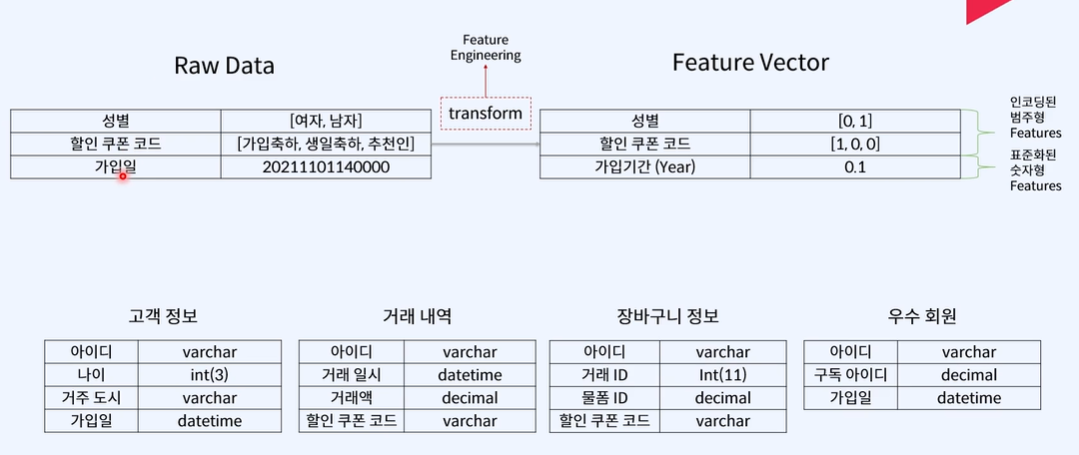 Feature
Engineering
Raw Data
Feature Vector
transform
성별 [여자, 남자]
할인 쿠폰 코드 [가입축하, 생일축하, 추천인]
가입일 20211101140000
성별 [0, 1]
할인 쿠폰 코드 [1, 0, 0]
가입기간 (Year) 0.1
인코딩된
범주형
Features
표준화된
숫자형
Features
고객 정보
아이디 varchar
나이 int(3)
거주 도시 varchar
가입일 datetime
거래 내역
아이디 varchar
거래 일시 datetime
거래액 decimal
할인 쿠폰 코드 varchar
장바구니 정보
아이디 varchar
거래 ID Int(11)
물폼 ID decimal
할인 쿠폰 코드 varchar
우수 회원
아이디 varchar
구독 아이디 decimal
가입일 datetime